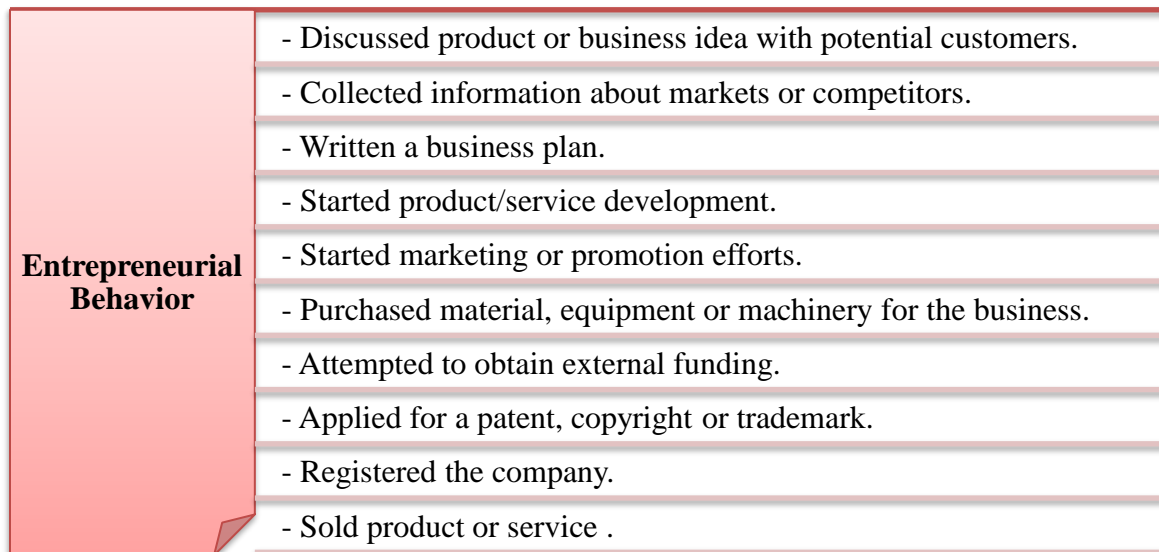 Entrepreneurial
Behavior
- Discussed product or business idea with potential customers.
- Collected information about markets or competitors.
- Written a business plan.
- Started product/service development.
- Started marketing or promotion efforts.
- Purchased material, equipment or machinery for the business.
- Attempted to obtain external funding.
- Applied for a patent, copyright or trademark.
- Registered the company.
- Sold product or service .